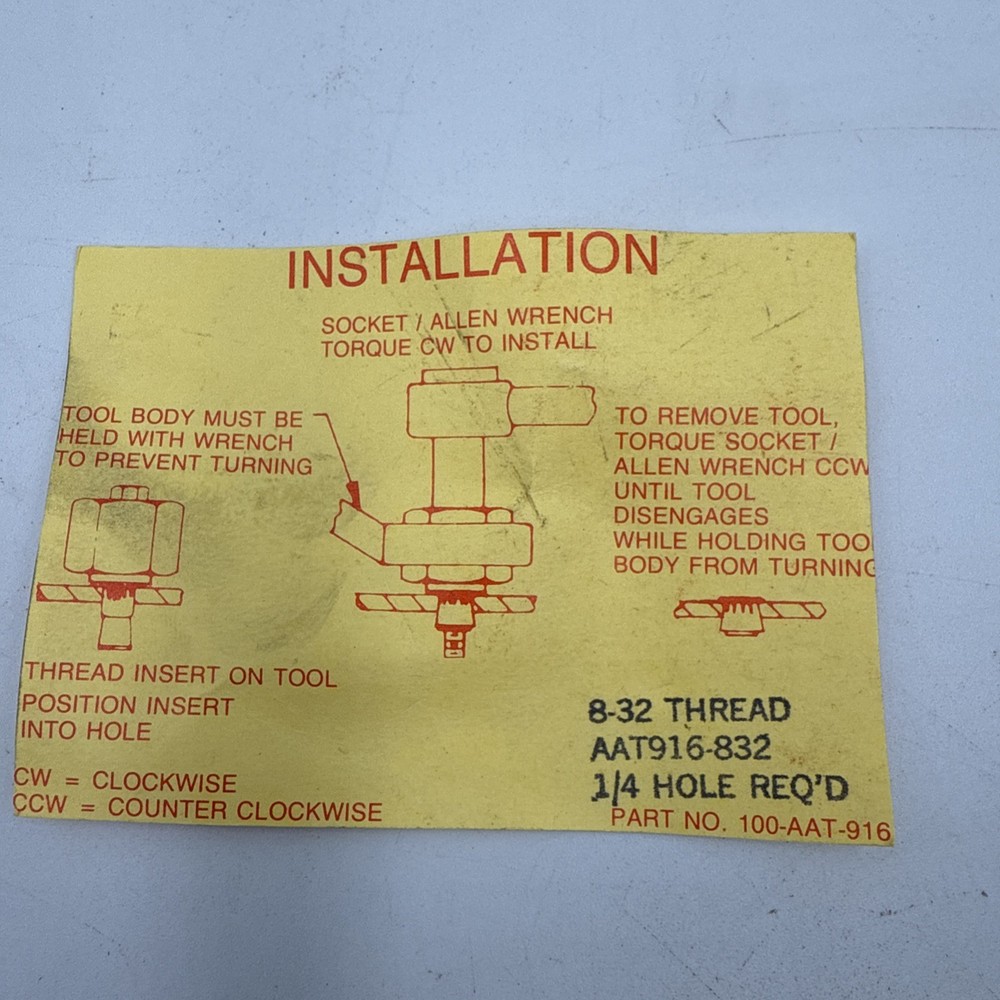 INSTALLATION
SOCKET / ALLEN WRENCH
TORQUE CW TO INSTALL
TOOL BODY MUST BE
HELD WITH WRENCH
TO PREVENT TURNING
TO REMOVE TOOL,
TORQUE SOCKET /
ALLEN WRENCH CCW
UNTIL TOOL
DISENGAGES
WHILE HOLDING TOOL
BODY FROM TURNING
THREAD INSERT ON TOOL
POSITION INSERT
INTO HOLE
CW = CLOCKWISE
CCW = COUNTER CLOCKWISE
8-32 THREAD
AAT916-832
1/4 HOLE REQ'D
PART NO. 100-AAT-916